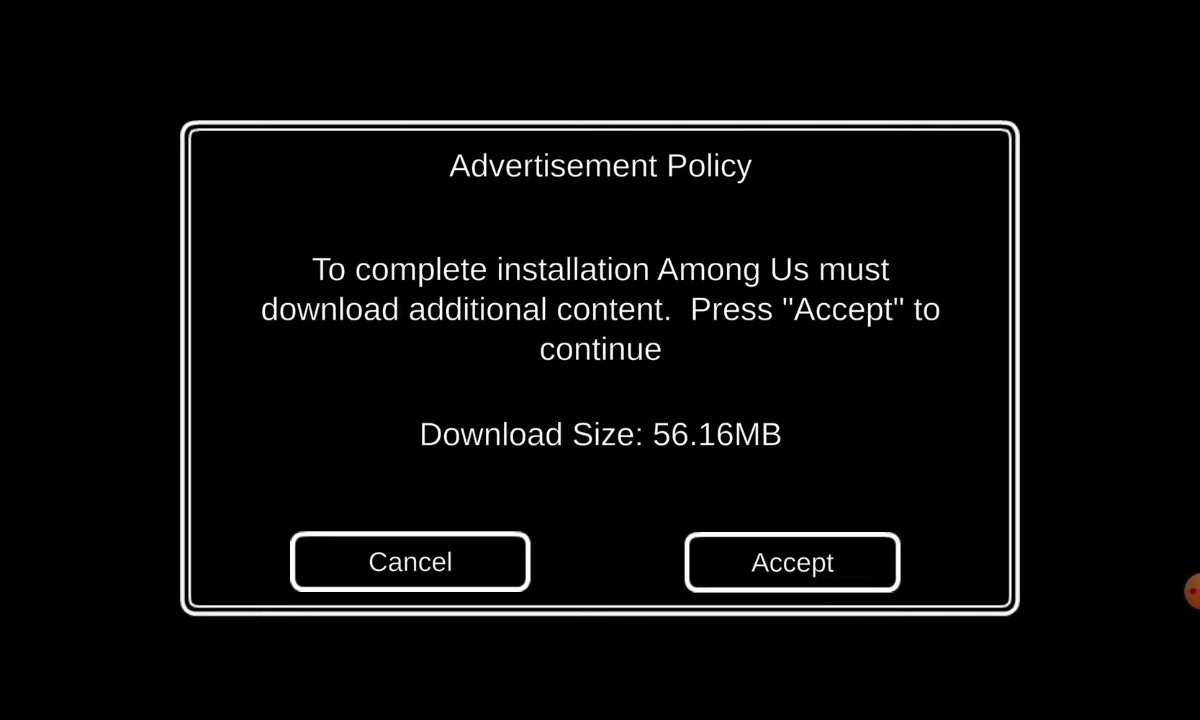 Advertisement Policy
To complete installation Among Us must
download additional content.  Press "Accept" to
continue
Download Size: 56.16MB
Cancel
Accept